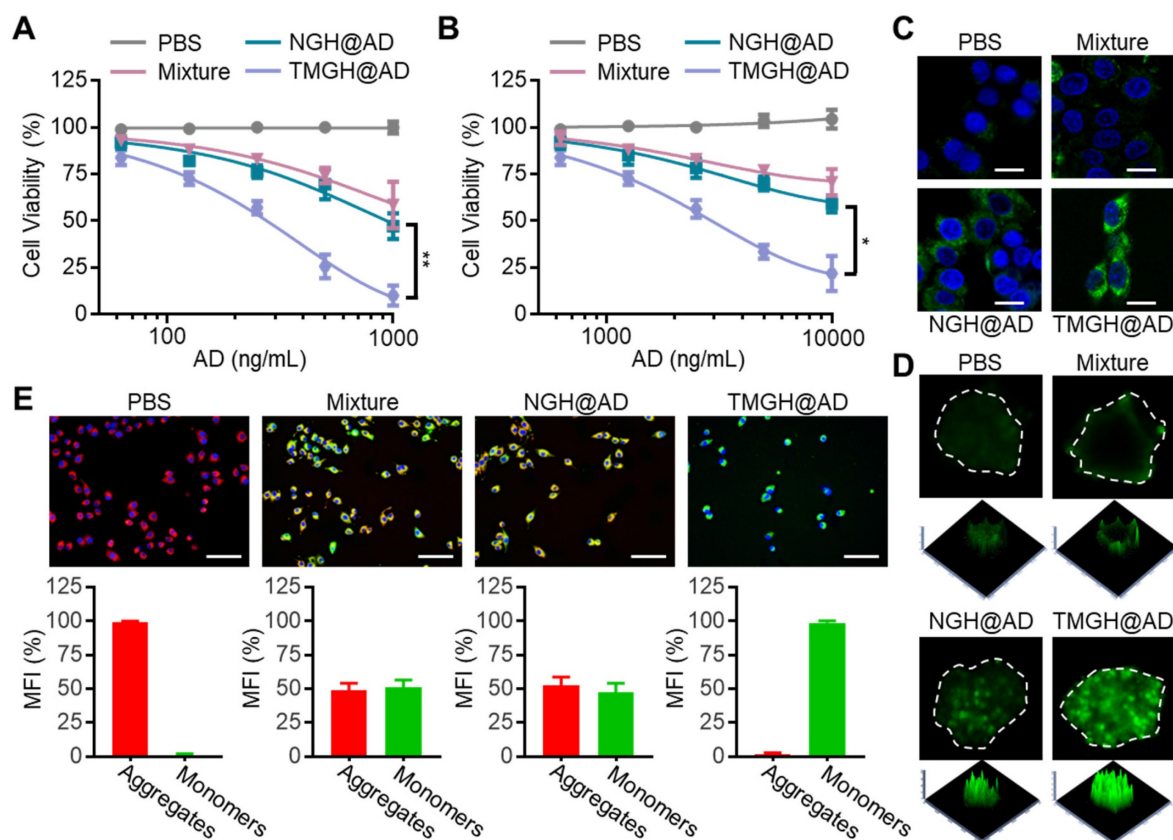 A
PBS NGH@AD
Mixture TMGH@AD
Cell Viability (%)
125
100
75
50
25
0
**
100 1000
AD (ng/mL)
B
PBS NGH@AD
Mixture TMGH@AD
Cell Viability (%)
125
100
75
50
25
0
*
1000 10000
AD (ng/mL)
C
PBS Mixture
NGH@AD TMGH@AD
D
PBS Mixture
NGH@AD TMGH@AD
E
PBS Mixture NGH@AD TMGH@AD
MFI (%)
125
100
75
50
25
0
Aggregates
Monomers
MFI (%)
125
100
75
50
25
0
Aggregates
Monomers
MFI (%)
125
100
75
50
25
0
Aggregates
Monomers
MFI (%)
125
100
75
50
25
0
Aggregates
Monomers